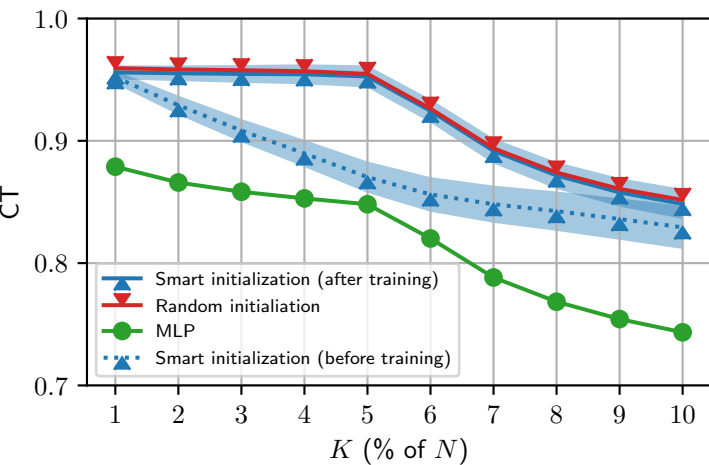 1.0
0.9
0.8
0.7
CT
Smart initialization (after training)
Random initialiation
MLP
Smart initialization (before training)
1 2 3 4 5 6 7 8 9 10
K (% of N)